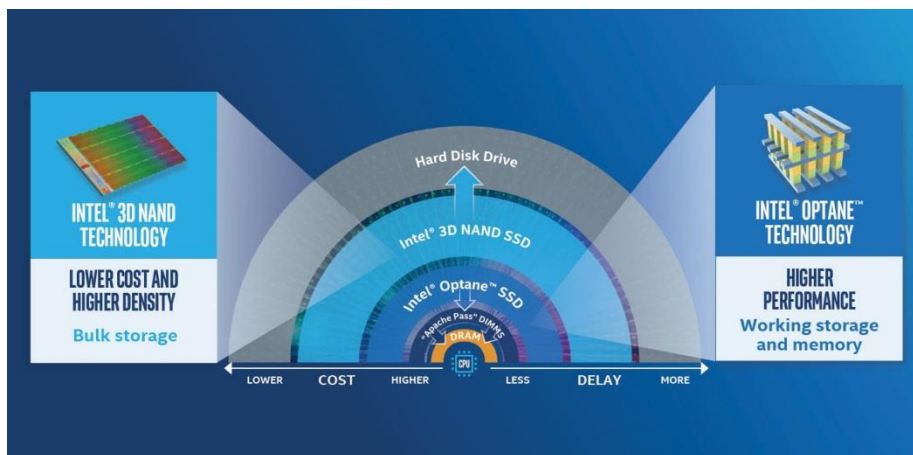 INTEL® 3D NAND
TECHNOLOGY
LOWER COST AND
HIGHER DENSITY
Bulk storage
Hard Disk Drive
Intel® 3D NAND SSD
Intel® Optane™ SSD
"Apache Pass" DIMMS
DRAM
CPU
LOWER COST HIGHER LESS DELAY MORE
INTEL® OPTANE™
TECHNOLOGY
HIGHER
PERFORMANCE
Working storage
and memory